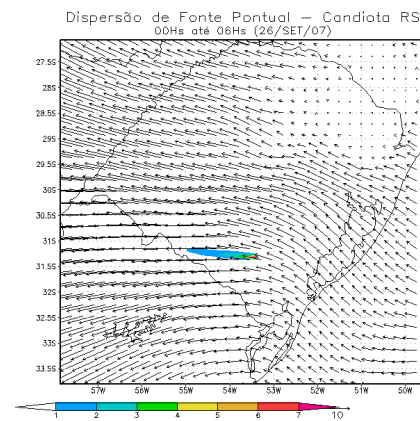 Dispersão de Fonte Pontual – Candiota RS
00Hs até 06Hs (26/SET/07)
27.5S
28S
28.5S
29S
29.5S
30S
30.5S
31S
31.5S
32S
32.5S
33S
33.5S
57W 56W 55W 54W 53W 52W 51W 50W
1 2 3 4 5 6 7 10